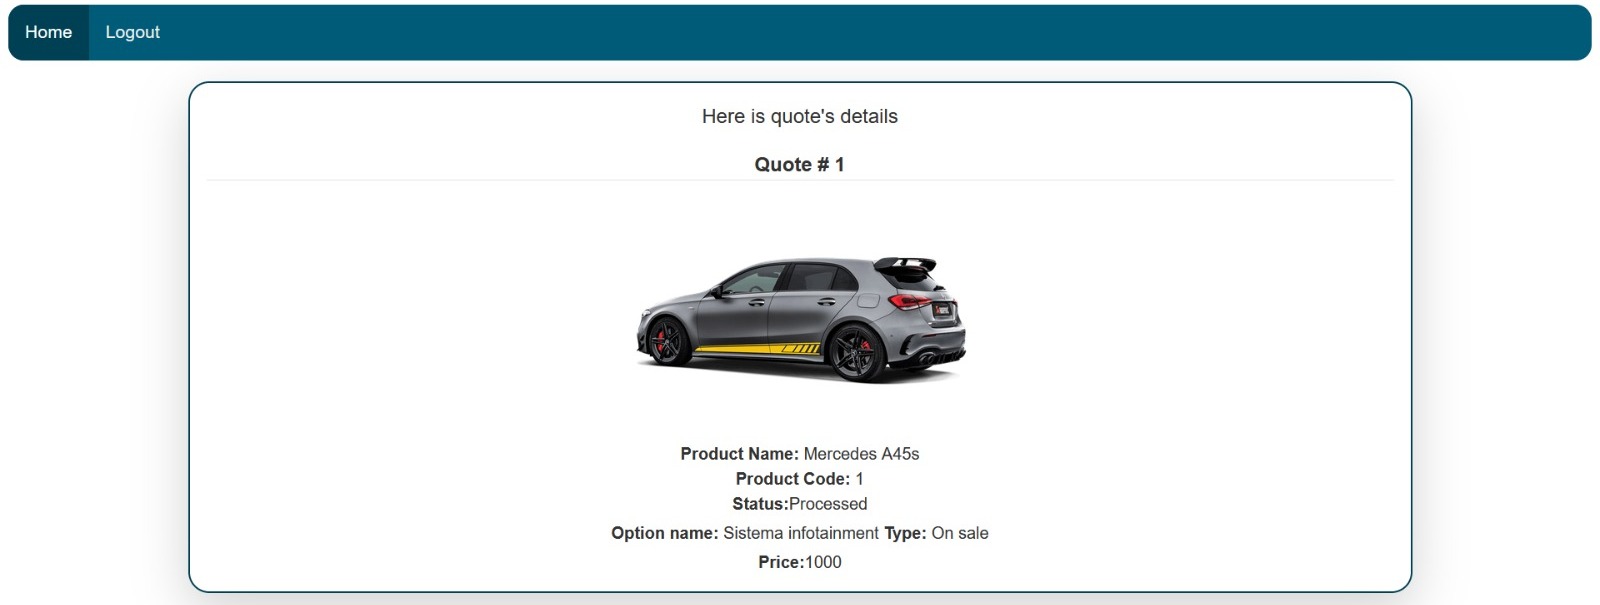 Home
Logout
Here is quote's details
Quote # 1
Product Name: Mercedes A45s
Product Code: 1
Status:Processed
Option name: Sistema infotainment Type: On sale
Price:1000